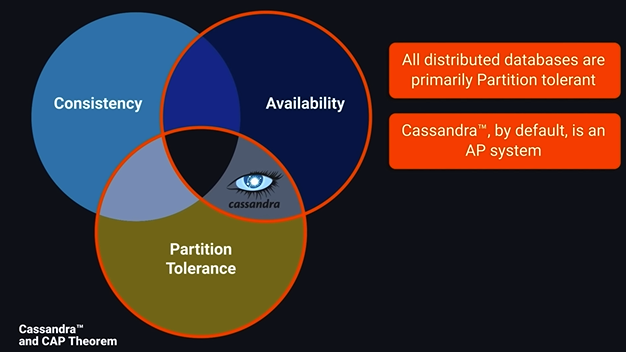 Consistency
Availability
cassandra
Partition
Tolerance
All distributed databases are
primarily Partition tolerant
Cassandra™, by default, is an
AP system
Cassandra™
and CAP Theorem